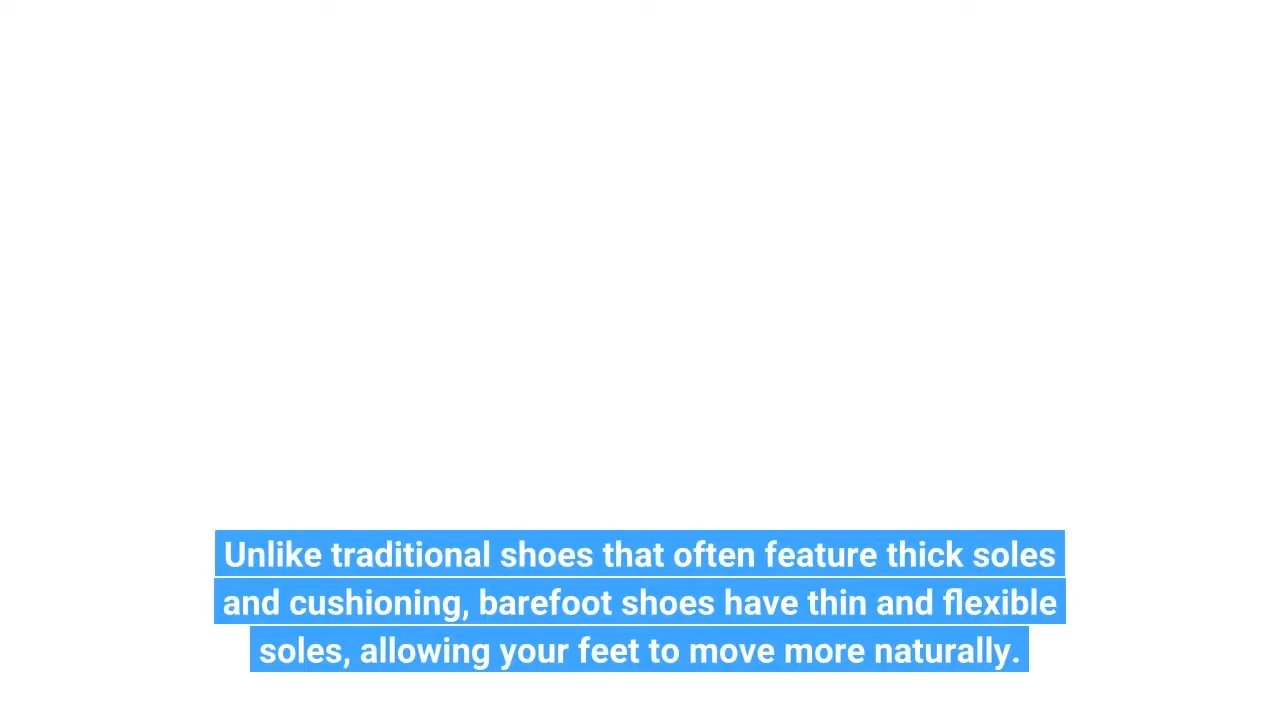 Unlike traditional shoes that often feature thick soles
and cushioning, barefoot shoes have thin and flexible
soles, allowing your feet to move more naturally.